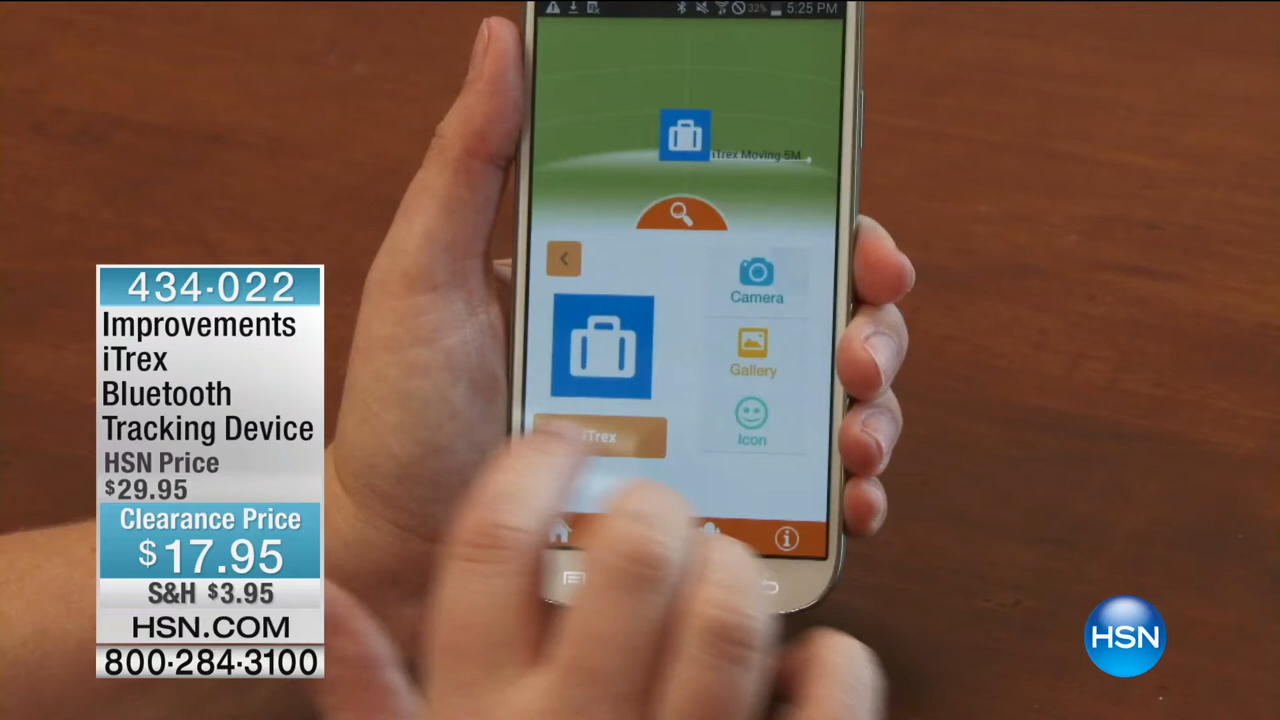 434·022
Improvements
iTrex
Bluetooth
Tracking Device
HSN Price
$29.95
Clearance Price
$17.95
S&H $3.95
HSN.COM
800·284·3100
32% 5:25 PM
iTrex Moving 5M
Camera
Gallery
iTrex
Icon
HSN